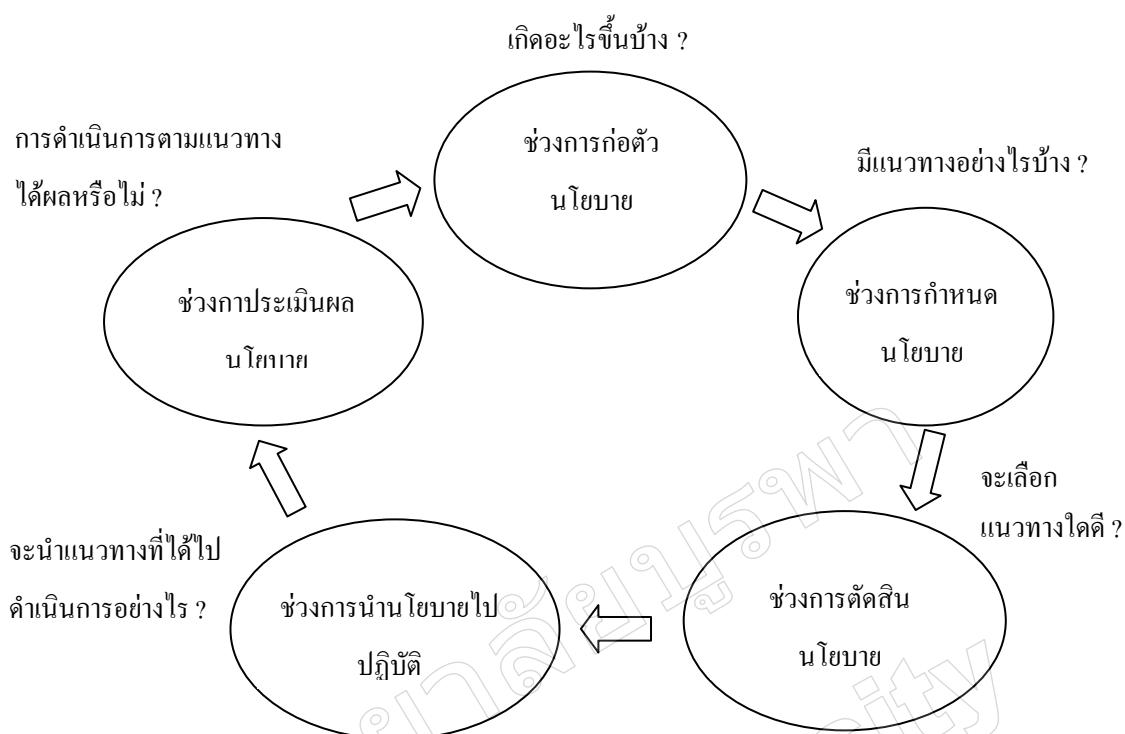 เกิดอะไรขึ้นบ้าง ?
ช่วงการก่อตัว
นโยบาย
มีแนวทางอย่างไรบ้าง ?
ช่วงการกำหนด
นโยบาย
จะเลือก
แนวทางใดดี ?
ช่วงการตัดสิน
นโยบาย
ช่วงการนำนโยบายไป
ปฏิบัติ
จะนำแนวทางที่ได้ไป
ดำเนินการอย่างไร ?
ช่วงกาประเมินผล
นโยบาย
การดำเนินการตามแนวทาง
ได้ผลหรือไม่ ?